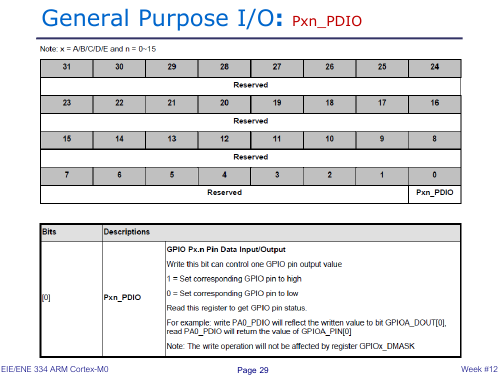 General Purpose I/O: Pxn_PDIO
Note: x = A/B/C/D/E and n = 0~15
31 30 29 28 27 26 25 24
Reserved
23 22 21 20 19 18 17 16
Reserved
15 14 13 12 11 10 9 8
Reserved
7 6 5 4 3 2 1 0
Reserved Pxn_PDIO
Bits Descriptions
GPIO Px.n Pin Data Input/Output
Write this bit can control one GPIO pin output value
1 = Set corresponding GPIO pin to high
[0] Pxn_PDIO 0 = Set corresponding GPIO pin to low
Read this register to get GPIO pin status.
For example: write PA0_PDIO will reflect the written value to bit GPIOA_DOUT[0],
read PA0_PDIO will return the value of GPIOA_PIN[0]
Note: The write operation will not be affected by register GPIOx_DMASK
EIE/ENE 334 ARM Cortex-M0 Page 29 Week #12